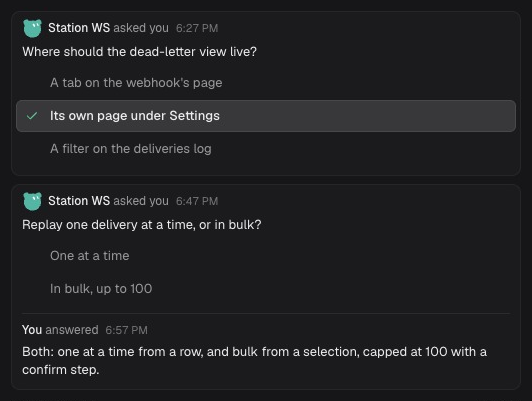 Station WS asked you 6:27 PM
Where should the dead-letter view live?
A tab on the webhook's page
Its own page under Settings
A filter on the deliveries log
Station WS asked you 6:47 PM
Replay one delivery at a time, or in bulk?
One at a time
In bulk, up to 100
You answered 6:57 PM
Both: one at a time from a row, and bulk from a selection, capped at 100 with a
confirm step.